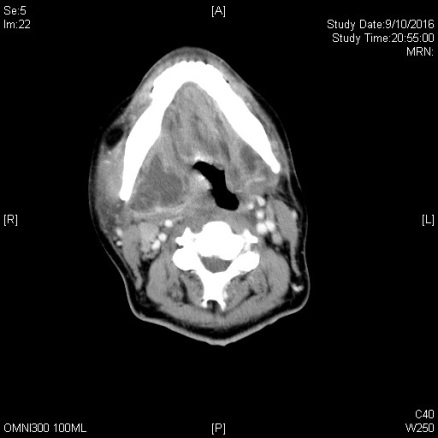 Se:5
Im:22
[A]
Study Date:9/10/2016
Study Time:20:55:00
MRN:
[R]
[L]
OMNI300 100ML
[P]
C40
W250